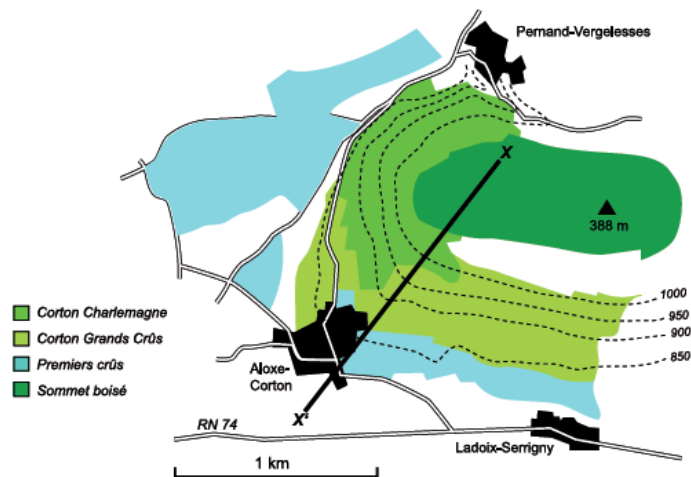 Pernand-Vergelesses
X
388 m
1000
950
900
850
Corton Charlemagne
Corton Grands Crûs
Premiers crûs
Sommet boisé
Aloxe-
Corton
X'
RN 74
Ladoix-Serrigny
1 km